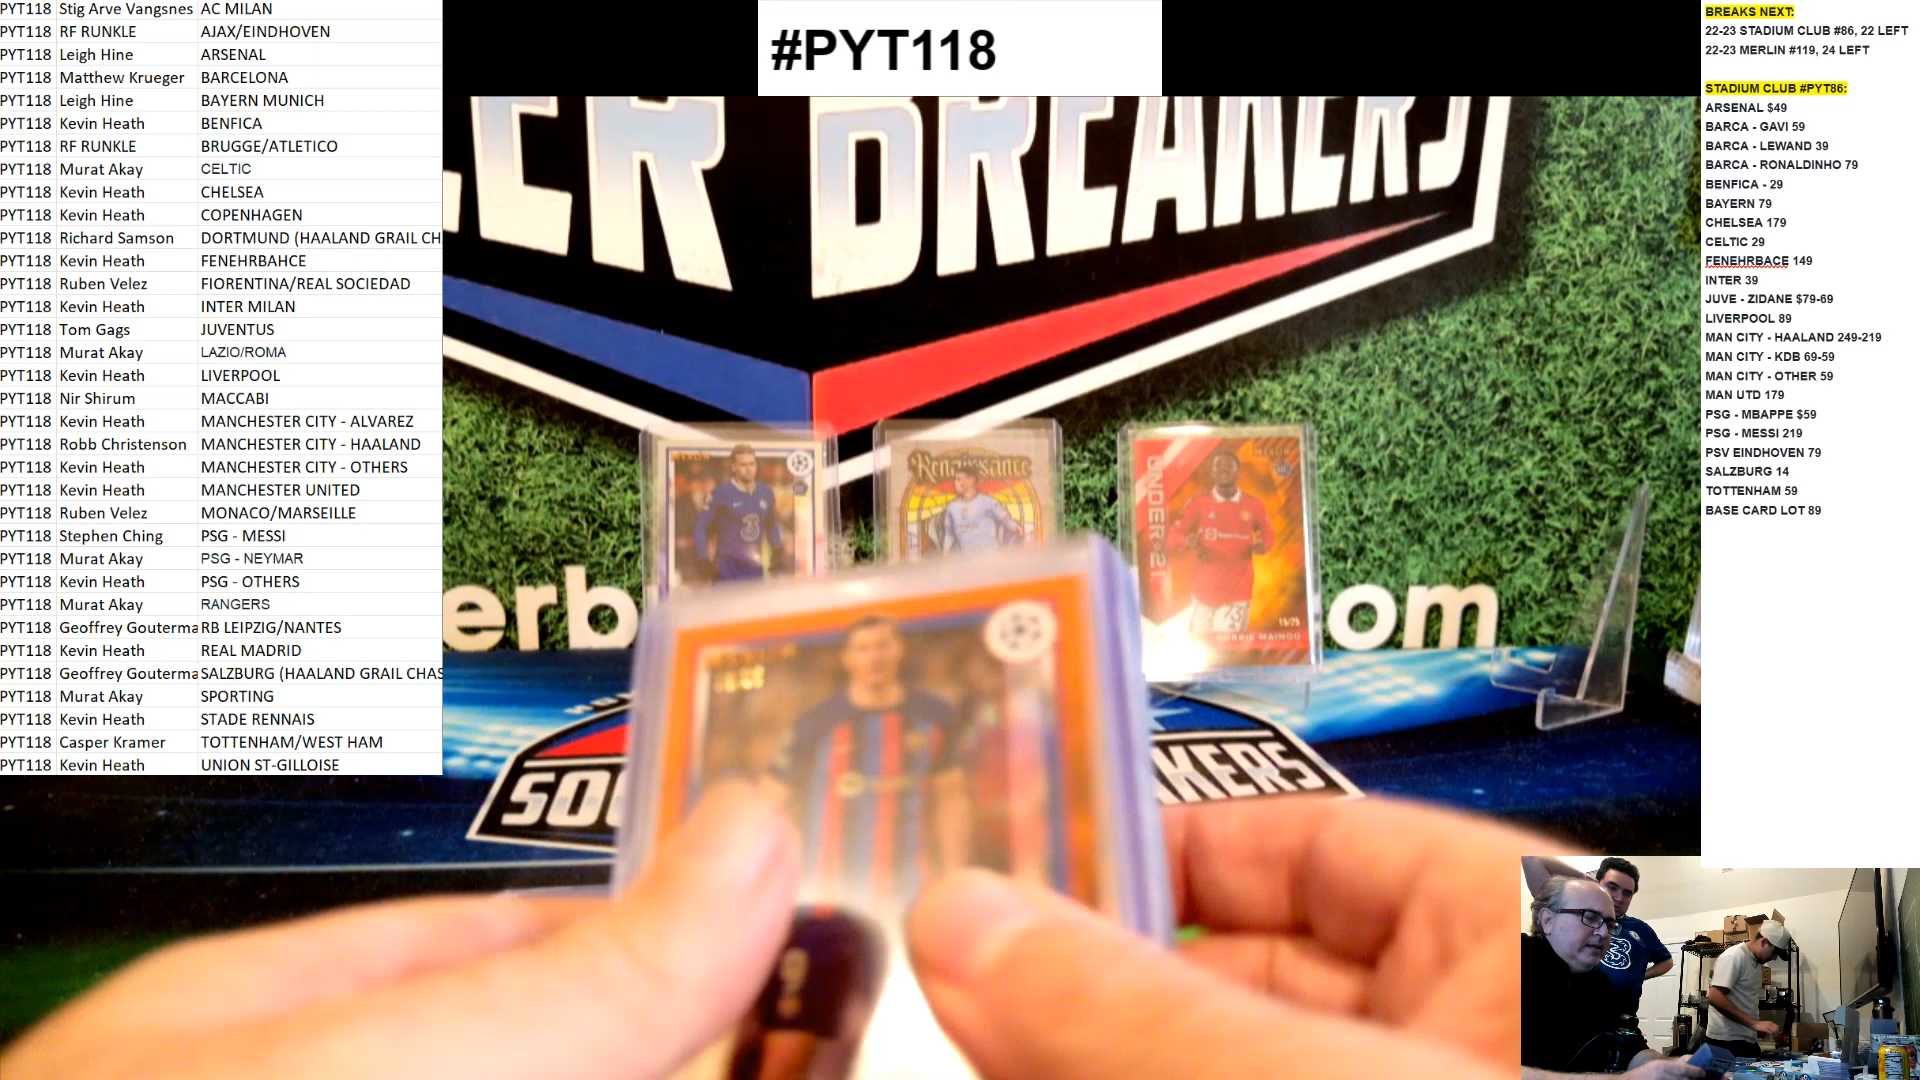 PYT118 Stig Arve Vangsnes AC MILAN
PYT118 RF RUNKLE AJAX/EINDHOVEN
PYT118 Leigh Hine ARSENAL
PYT118 Matthew Krueger BARCELONA
PYT118 Leigh Hine BAYERN MUNICH
PYT118 Kevin Heath BENFICA
PYT118 RF RUNKLE BRUGGE/ATLETICO
PYT118 Murat Akay CELTIC
PYT118 Kevin Heath CHELSEA
PYT118 Kevin Heath COPENHAGEN
PYT118 Richard Samson DORTMUND (HAALAND GRAIL CH
PYT118 Kevin Heath FENEHRBAHCE
PYT118 Ruben Velez FIORENTINA/REAL SOCIEDAD
PYT118 Kevin Heath INTER MILAN
PYT118 Tom Gags JUVENTUS
PYT118 Murat Akay LAZIO/ROMA
PYT118 Kevin Heath LIVERPOOL
PYT118 Nir Shirum MACCABI
PYT118 Kevin Heath MANCHESTER CITY - ALVAREZ
PYT118 Robb Christenson MANCHESTER CITY - HAALAND
PYT118 Kevin Heath MANCHESTER CITY - OTHERS
PYT118 Kevin Heath MANCHESTER UNITED
PYT118 Ruben Velez MONACO/MARSEILLE
PYT118 Stephen Ching PSG - MESSI
PYT118 Murat Akay PSG - NEYMAR
PYT118 Kevin Heath PSG - OTHERS
PYT118 Murat Akay RANGERS
PYT118 Geoffrey Gouterma RB LEIPZIG/NANTES
PYT118 Kevin Heath REAL MADRID
PYT118 Geoffrey Gouterma SALZBURG (HAALAND GRAIL CHAS
PYT118 Murat Akay SPORTING
PYT118 Kevin Heath STADE RENNAIS
PYT118 Casper Kramer TOTTENHAM/WEST HAM
PYT118 Kevin Heath UNION ST-GILLOISE
#PYT118
ER BREAKERS
Renaissance
UNDER 21
erb
om
SO
KERS
9
BREAKS NEXT:
22-23 STADIUM CLUB #86, 22 LEFT
22-23 MERLIN #119, 24 LEFT
STADIUM CLUB #PYT86:
ARSENAL $49
BARCA - GAVI 59
BARCA - LEWAND 39
BARCA - RONALDINHO 79
BENFICA - 29
BAYERN 79
CHELSEA 179
CELTIC 29
FENEHRBACE 149
INTER 39
JUVE - ZIDANE $79-69
LIVERPOOL 89
MAN CITY - HAALAND 249-219
MAN CITY - KDB 69-59
MAN CITY - OTHER 59
MAN UTD 179
PSG - MBAPPE $59
PSG - MESSI 219
PSV EINDHOVEN 79
SALZBURG 14
TOTTENHAM 59
BASE CARD LOT 89